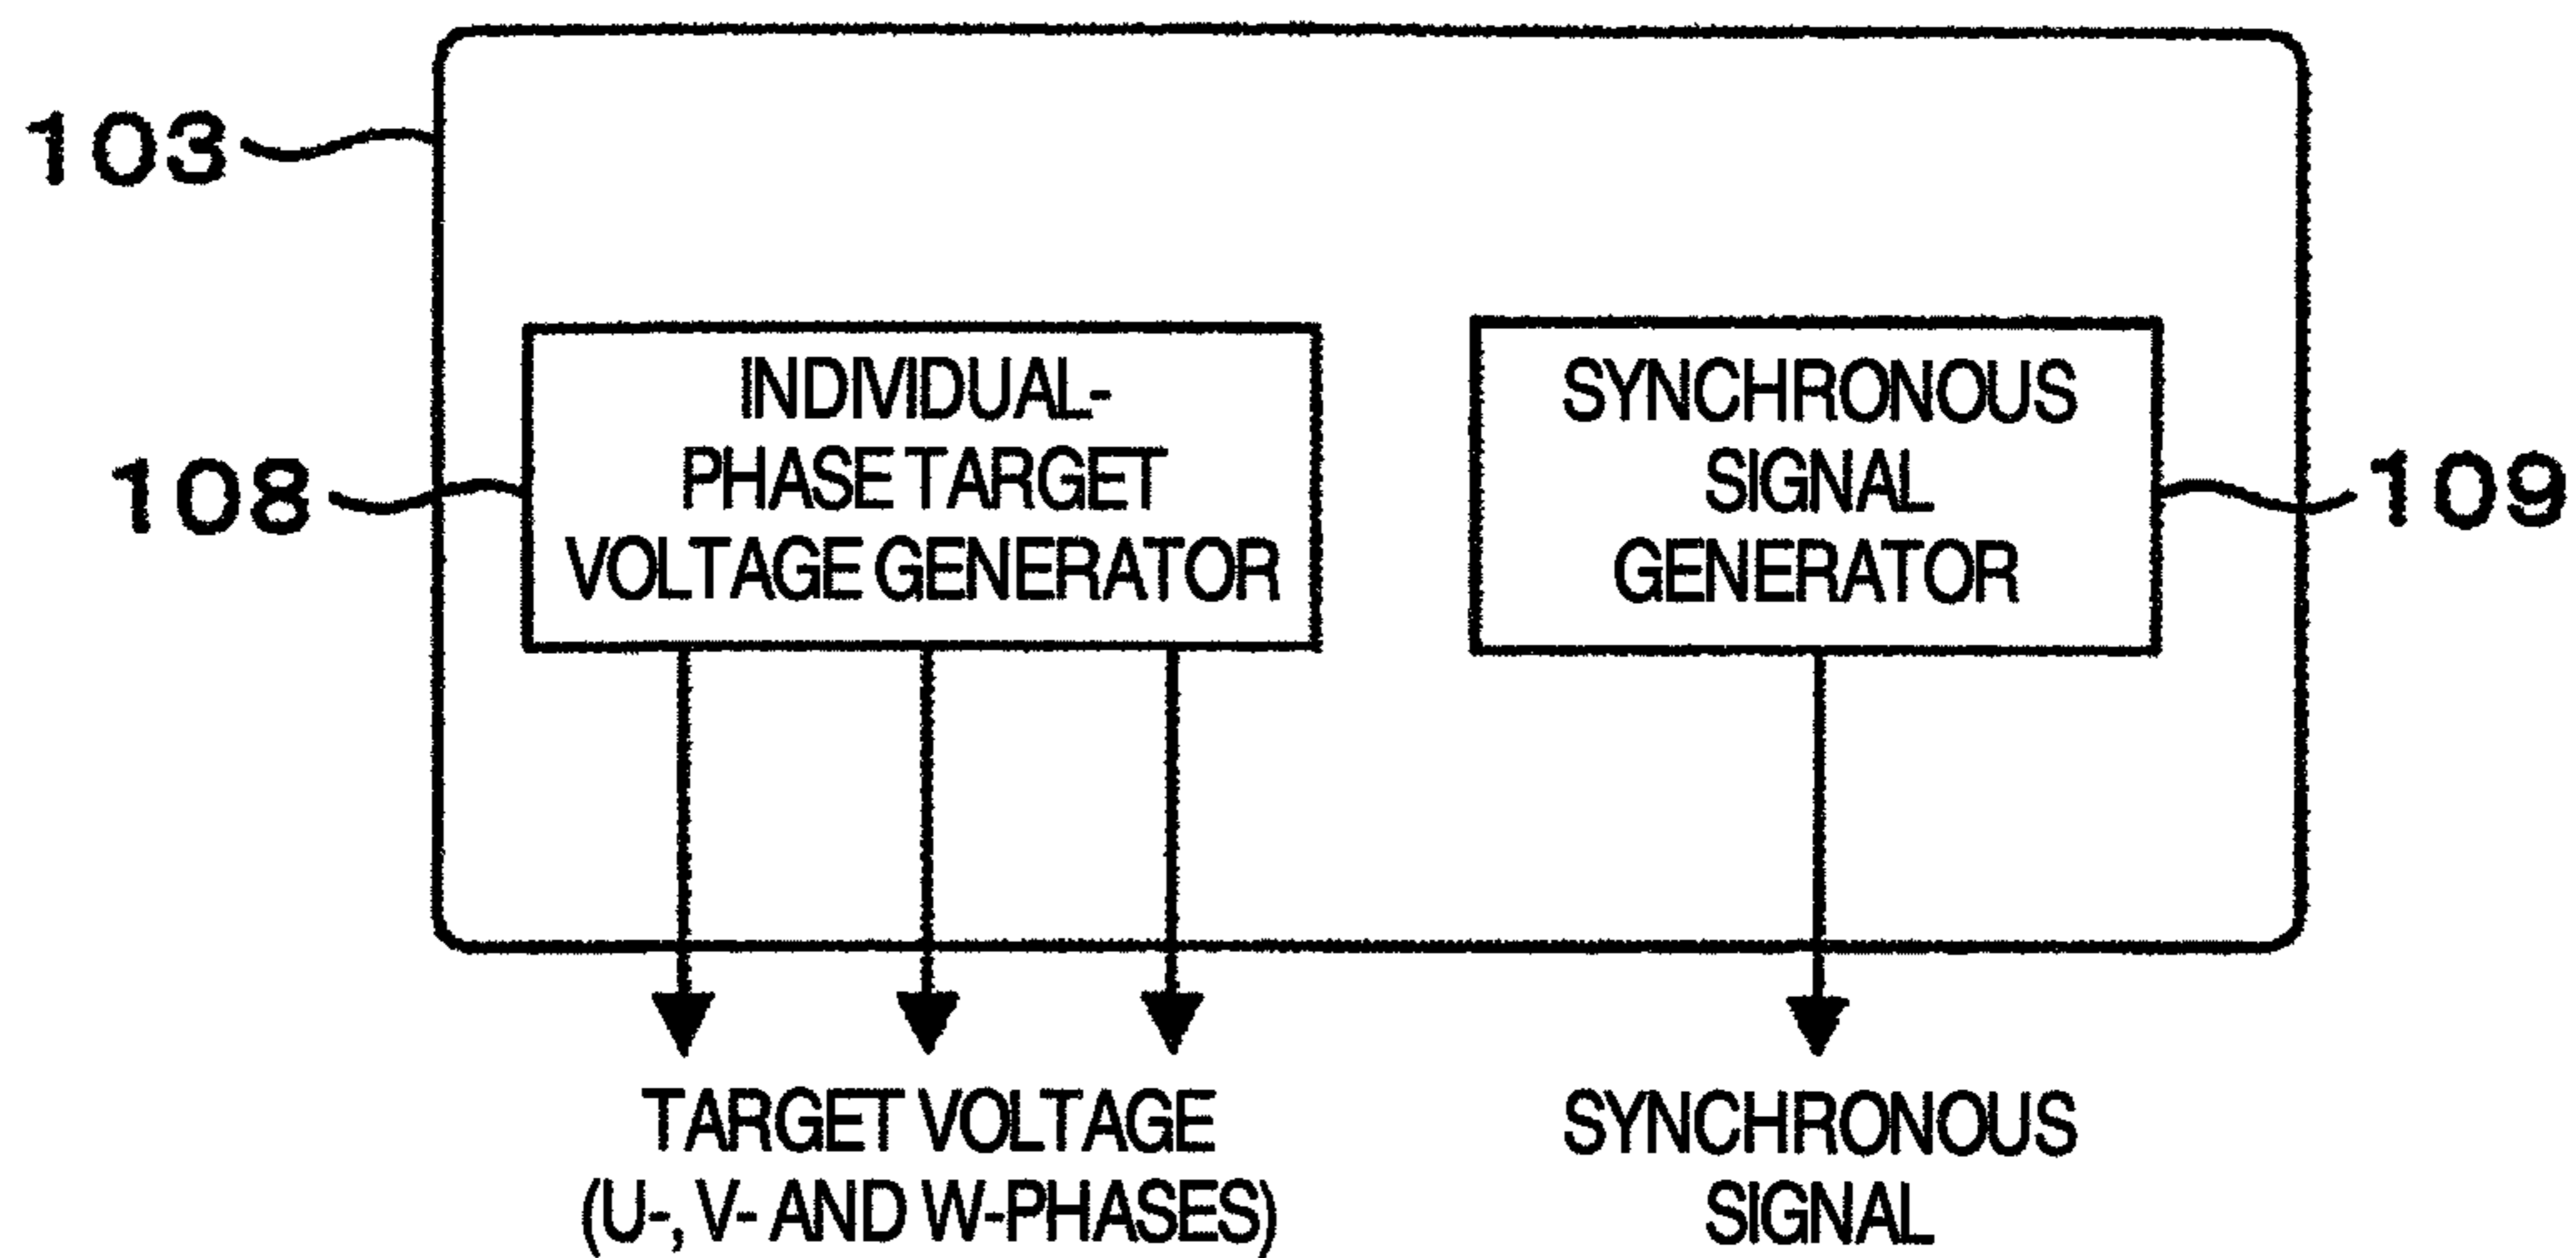 103
108
INDIVIDUAL-
PHASE TARGET
VOLTAGE GENERATOR
SYNCHRONOUS
SIGNAL
GENERATOR
109
TARGET VOLTAGE
(U-, V- AND W-PHASES)
SYNCHRONOUS
SIGNAL